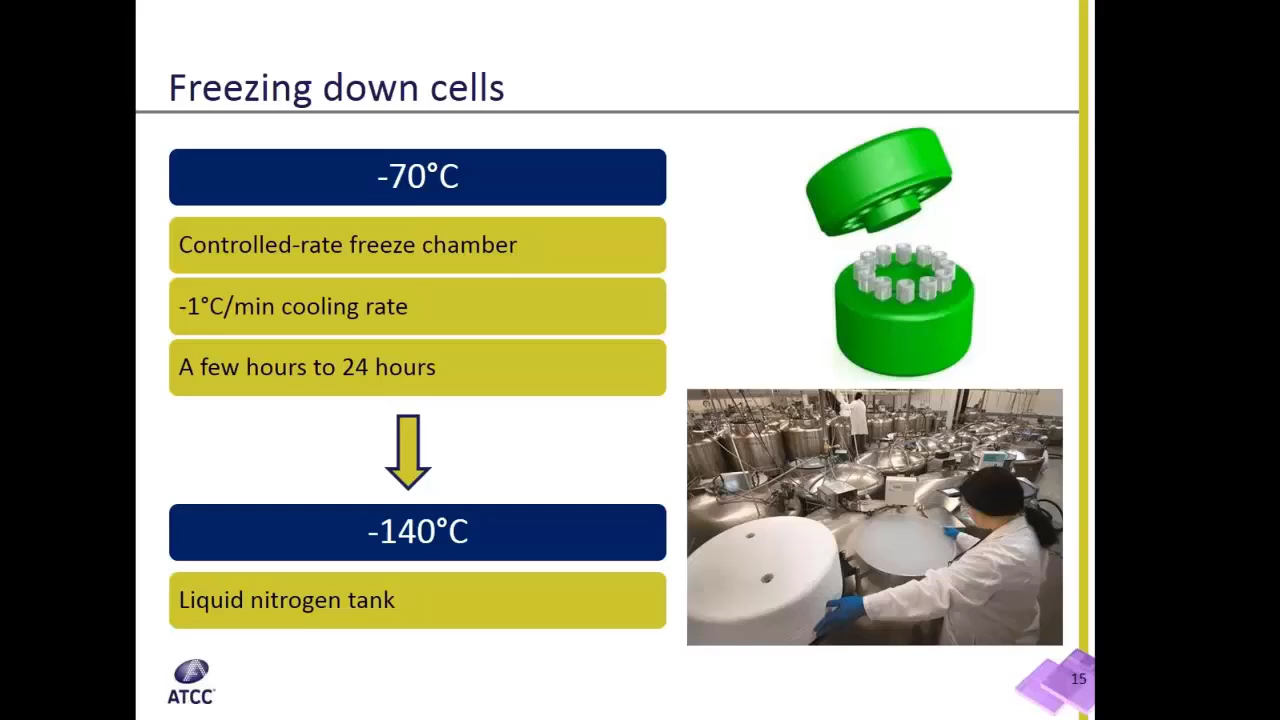 Freezing down cells
-70°C
Controlled-rate freeze chamber
-1°C/min cooling rate
A few hours to 24 hours
-140°C
Liquid nitrogen tank
ATCC
15